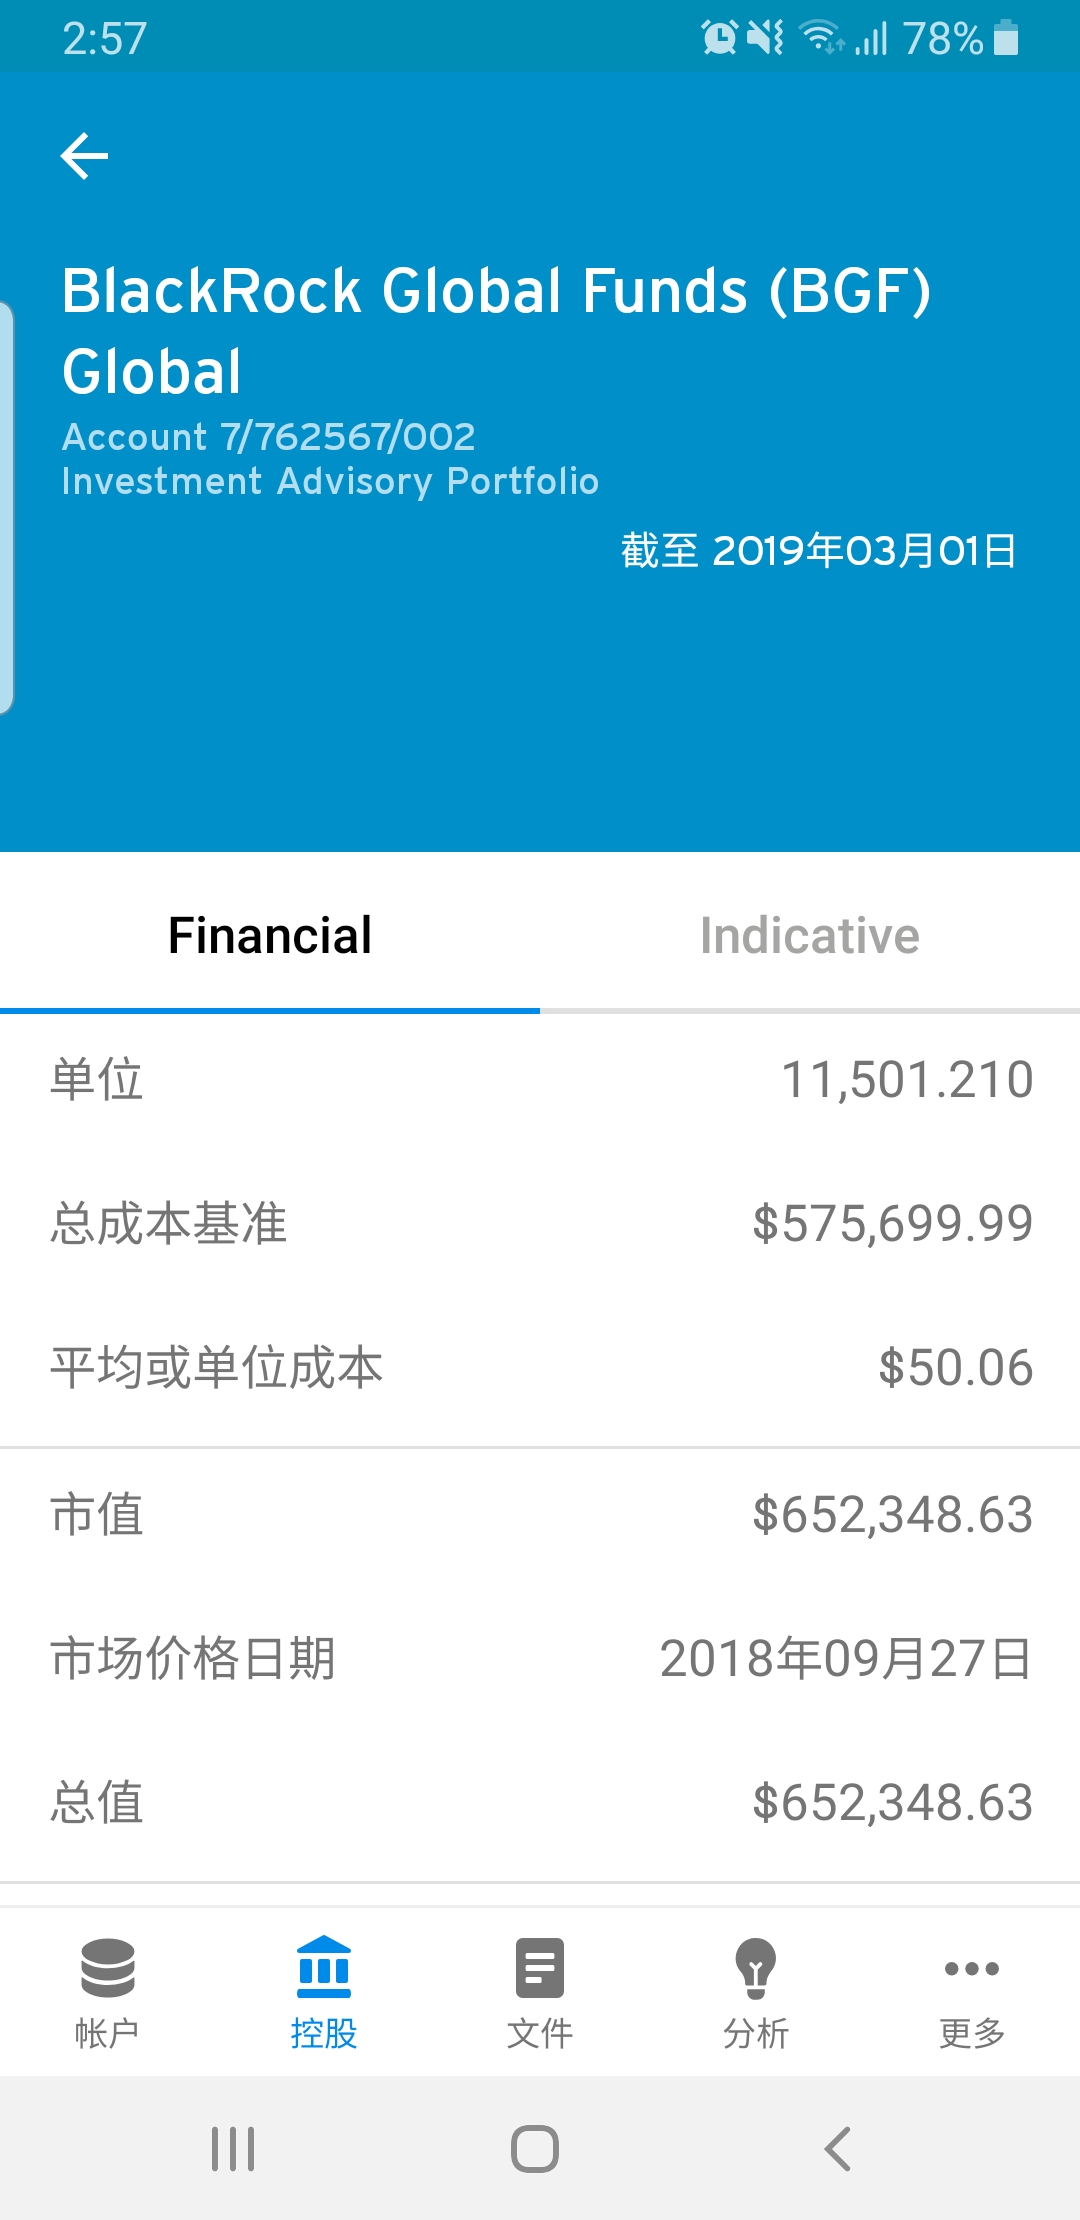 2:57
78%
BlackRock Global Funds (BGF)
Global
Account 7/762567/002
Investment Advisory Portfolio
截至 2019年03月01日
Financial
Indicative
单位
11,501.210
总成本基准
$575,699.99
平均或单位成本
$50.06
市值
$652,348.63
市场价格日期
2018年09月27日
总值
$652,348.63
帐户
控股
文件
分析
更多